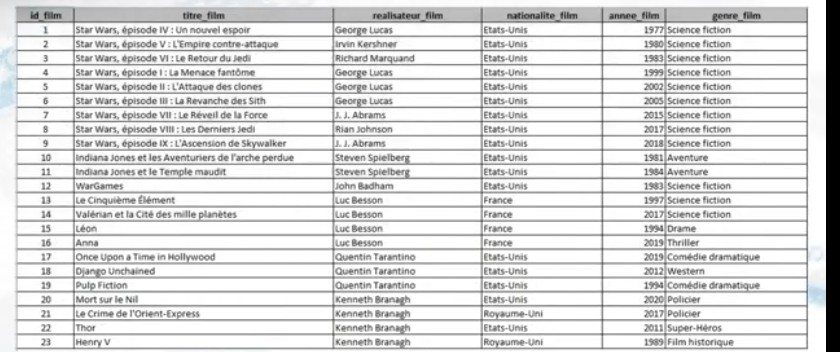 id_film titre_film realisateur_film nationalite_film annee_film genre_film
1 Star Wars, épisode IV : Un nouvel espoir George Lucas Etats-Unis 1977 Science fiction
2 Star Wars, épisode V : L'Empire contre-attaque Irvin Kershner Etats-Unis 1980 Science fiction
3 Star Wars, épisode VI : Le Retour du Jedi Richard Marquand Etats-Unis 1983 Science fiction
4 Star Wars, épisode I : La Menace fantôme George Lucas Etats-Unis 1999 Science fiction
5 Star Wars, épisode II : L'Attaque des clones George Lucas Etats-Unis 2002 Science fiction
6 Star Wars, épisode III : La Revanche des Sith George Lucas Etats-Unis 2005 Science fiction
7 Star Wars, épisode VII : Le Réveil de la Force J. J. Abrams Etats-Unis 2015 Science fiction
8 Star Wars, épisode VIII : Les Derniers Jedi Rian Johnson Etats-Unis 2017 Science fiction
9 Star Wars, épisode IX : L'Ascension de Skywalker J. J. Abrams Etats-Unis 2018 Science fiction
10 Indiana Jones et les Aventuriers de l'arche perdue Steven Spielberg Etats-Unis 1981 Aventure
11 Indiana Jones et le Temple maudit Steven Spielberg Etats-Unis 1984 Aventure
12 WarGames John Badham Etats-Unis 1983 Science fiction
13 Le Cinquième Élément Luc Besson France 1997 Science fiction
14 Valérian et la Cité des mille planètes Luc Besson France 2017 Science fiction
15 Léon Luc Besson France 1994 Drame
16 Anna Luc Besson France 2019 Thriller
17 Once Upon a Time in Hollywood Quentin Tarantino Etats-Unis 2019 Comédie dramatique
18 Django Unchained Quentin Tarantino Etats-Unis 2012 Western
19 Pulp Fiction Quentin Tarantino Etats-Unis 1994 Comédie dramatique
20 Mort sur le Nil Kenneth Branagh Etats-Unis 2020 Policier
21 Le Crime de l'Orient-Express Kenneth Branagh Royaume-Uni 2017 Policier
22 Thor Kenneth Branagh Etats-Unis 2011 Super-Héros
23 Henry V Kenneth Branagh Royaume-Uni 1989 Film historique